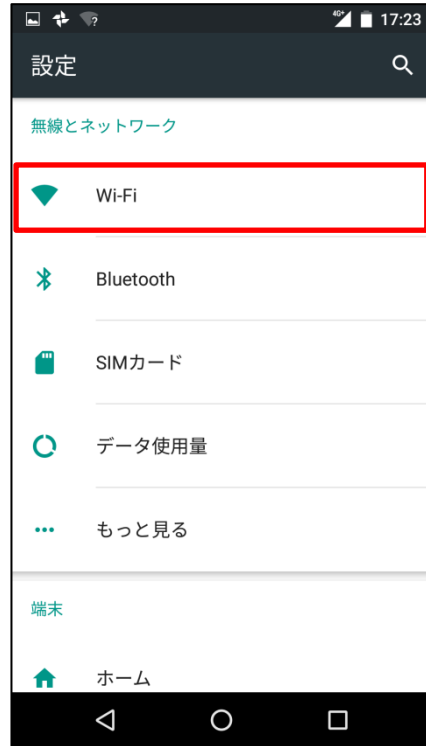 4G+ 17:23
設定
無線とネットワーク
Wi-Fi
Bluetooth
SIMカード
データ使用量
もっと見る
端末
ホーム